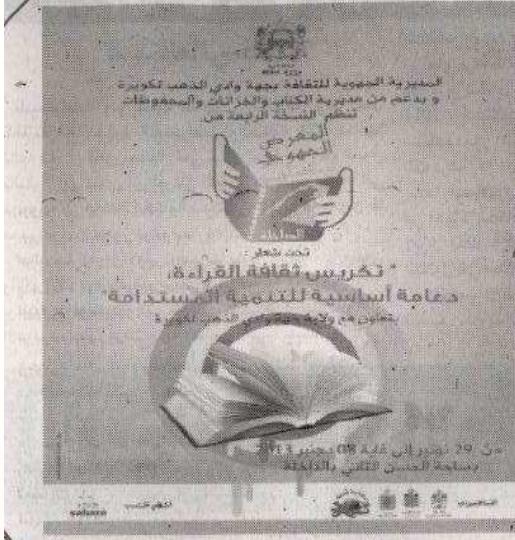 المديرية الجهوية للثقافة بجهة وادي الذهب لكويرة
و بدعم من مديرية الكتاب والخزانات والمحفوظات
تنظم النسخة الرابعة من
المعرض
الجهوي
تحت شعار :
" تكريس ثقافة القراءة،
دعامة أساسية للتنمية المستدامة"
بتعاون مع ولاية جهة وادي الذهب لكويرة
من 29 نونبر إلى غاية 08 دجنبر 2013
بساحة الحسن الثاني بالداخلة
sahara